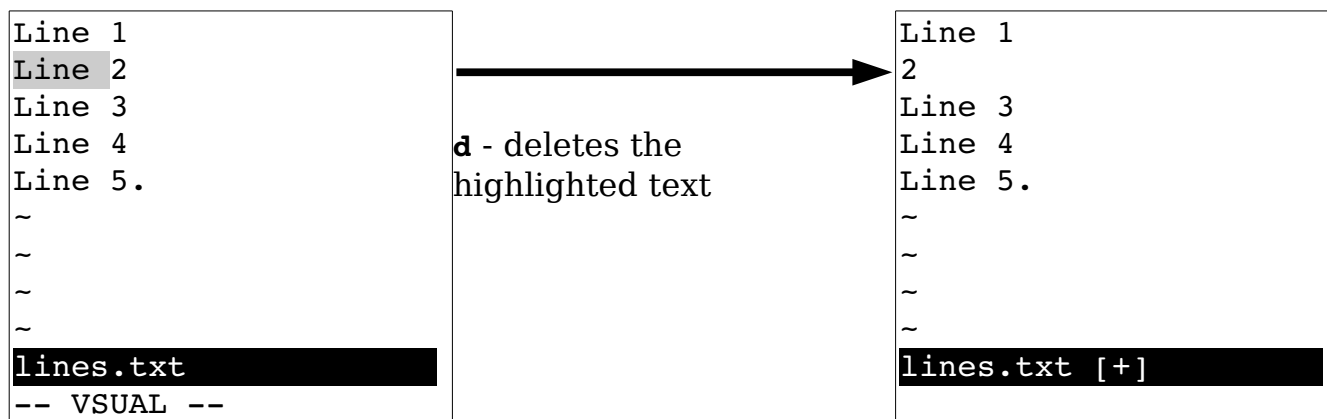 Line 1
Line 2
Line 3
Line 4
Line 5.
~
~
~
~
lines.txt
-- VSUAL --
d - deletes the
highlighted text
Line 1
2
Line 3
Line 4
Line 5.
~
~
~
~
lines.txt [+]